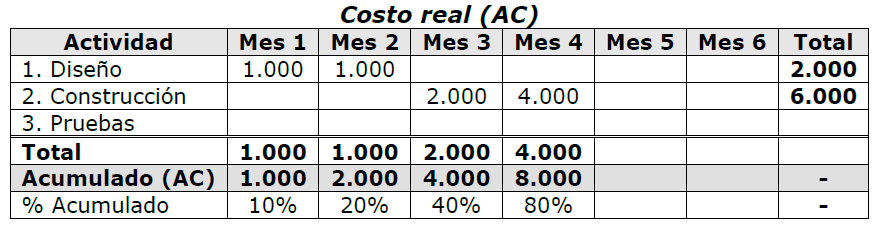 Costo real (AC)
Actividad Mes 1 Mes 2 Mes 3 Mes 4 Mes 5 Mes 6 Total
1. Diseño 1.000 1.000 2.000
2. Construcción 2.000 4.000 6.000
3. Pruebas
Total 1.000 1.000 2.000 4.000
Acumulado (AC) 1.000 2.000 4.000 8.000 -
% Acumulado 10% 20% 40% 80% -